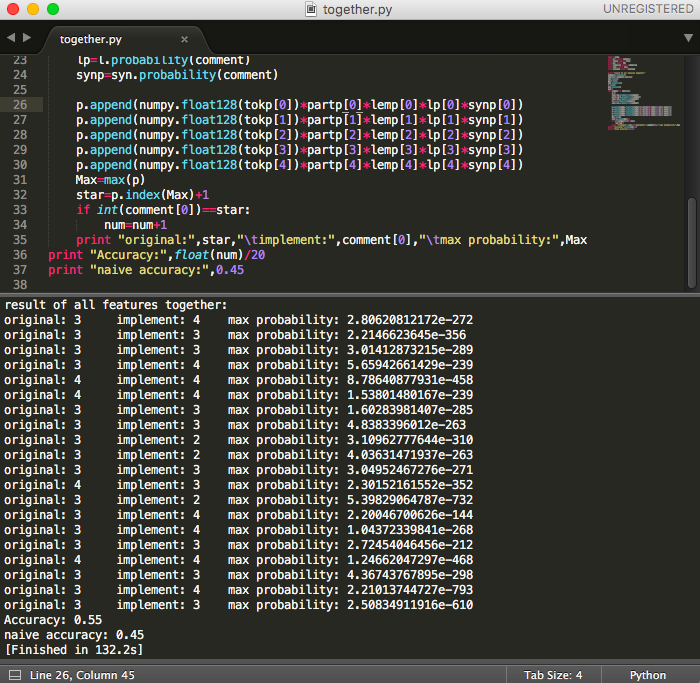 together.py
UNREGISTERED
together.py
23 lp=l.probability(comment)
24 synp=syn.probability(comment)
25
26 p.append(numpy.float128(tokp[0])*partp[0]*lemp[0]*lp[0]*synp[0])
27 p.append(numpy.float128(tokp[1])*partp[1]*lemp[1]*lp[1]*synp[1])
28 p.append(numpy.float128(tokp[2])*partp[2]*lemp[2]*lp[2]*synp[2])
29 p.append(numpy.float128(tokp[3])*partp[3]*lemp[3]*lp[3]*synp[3])
30 p.append(numpy.float128(tokp[4])*partp[4]*lemp[4]*lp[4]*synp[4])
31 Max=max(p)
32 star=p.index(Max)+1
33 if int(comment[0])==star:
34 num=num+1
35 print "original:",star,"\timplement:",comment[0],"\tmax probability:",Max
36 print "Accuracy:",float(num)/20
37 print "naive accuracy:",0.45
38
result of all features together:
original: 3 implement: 4 max probability: 2.80620812172e-272
original: 3 implement: 3 max probability: 2.2146623645e-356
original: 3 implement: 3 max probability: 3.01412873215e-289
original: 3 implement: 4 max probability: 5.65942661429e-239
original: 4 implement: 4 max probability: 8.78640877931e-458
original: 4 implement: 4 max probability: 1.53801480167e-239
original: 3 implement: 3 max probability: 1.60283981407e-285
original: 3 implement: 3 max probability: 4.8383396012e-263
original: 3 implement: 2 max probability: 3.10962777644e-310
original: 3 implement: 2 max probability: 4.03631471937e-263
original: 3 implement: 3 max probability: 3.04952467276e-271
original: 4 implement: 3 max probability: 2.30152161552e-352
original: 3 implement: 2 max probability: 5.39829064787e-732
original: 3 implement: 4 max probability: 2.20046700626e-144
original: 3 implement: 4 max probability: 1.04372339841e-268
original: 3 implement: 3 max probability: 2.72454046456e-212
original: 4 implement: 4 max probability: 1.24662047297e-468
original: 3 implement: 3 max probability: 4.36743767895e-298
original: 3 implement: 4 max probability: 2.21013744727e-793
original: 3 implement: 3 max probability: 2.50834911916e-610
Accuracy: 0.55
naive accuracy: 0.45
[Finished in 132.2s]
Line 26, Column 45
Tab Size: 4
Python